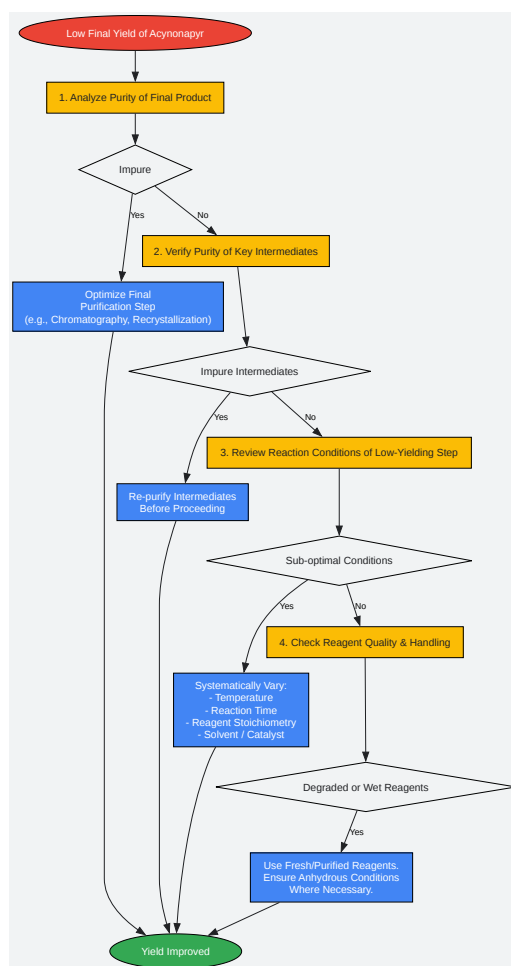 Low Final Yield of Acynonapyr
1. Analyze Purity of Final Product
Impure
Yes
No
2. Verify Purity of Key Intermediates
Optimize Final
Purification Step
(e.g., Chromatography, Recrystallization)
Impure Intermediates
Yes
No
3. Review Reaction Conditions of Low-Yielding Step
Re-purify Intermediates
Before Proceeding
Sub-optimal Conditions
Yes
No
4. Check Reagent Quality & Handling
Systematically Vary:
- Temperature
- Reaction Time
- Reagent Stoichiometry
- Solvent / Catalyst
Degraded or Wet Reagents
Yes
Use Fresh/Purified Reagents.
Ensure Anhydrous Conditions
Where Necessary.
Yield Improved